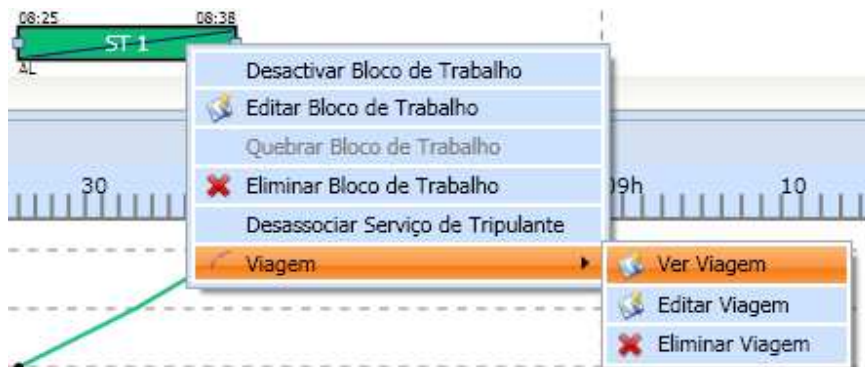 08:25 08:38
ST 1
AL
Desactivar Bloco de Trabalho
Editar Bloco de Trabalho
Quebrar Bloco de Trabalho
30
Eliminar Bloco de Trabalho
09h 10
Desassociar Serviço de Tripulante
Viagem
Ver Viagem
Editar Viagem
Eliminar Viagem